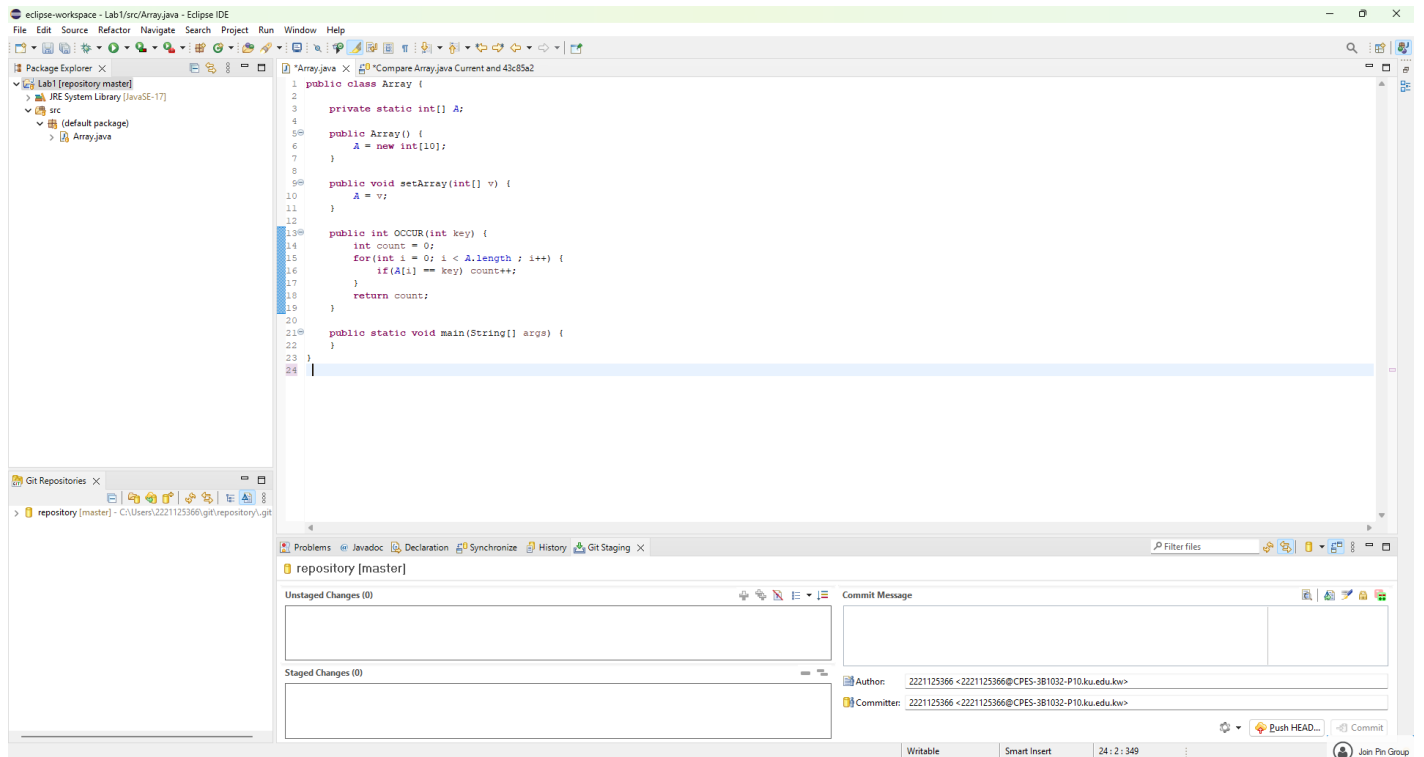 eclipse-workspace - Lab1/src/Array.java - Eclipse IDE
File Edit Source Refactor Navigate Search Project Run Window Help
Package Explorer
Lab1 [repository master]
JRE System Library [JavaSE-17]
src
(default package)
Array.java
Git Repositories
repository [master] - C:\Users\2221125366\git\repository\.git
*Array.java
*Compare Array.java Current and 43c85a2
1 public class Array {
2
3 private static int[] A;
4
5 public Array() {
6 A = new int[10];
7 }
8
9 public void setArray(int[] v) {
10 A = v;
11 }
12
13 public int OCCUR(int key) {
14 int count = 0;
15 for(int i = 0; i < A.length ; i++) {
16 if(A[i] == key) count++;
17 }
18 return count;
19 }
20
21 public static void main(String[] args) {
22 }
23 }
24
Problems @ Javadoc Declaration Synchronize History Git Staging
Filter files
repository [master]
Unstaged Changes (0)
Staged Changes (0)
Commit Message
Author: 2221125366 <2221125366@CPES-3B1032-P10.ku.edu.kw>
Committer: 2221125366 <2221125366@CPES-3B1032-P10.ku.edu.kw>
Push HEAD...
Commit
Writable Smart Insert 24 : 2 : 349
Join Pin Group